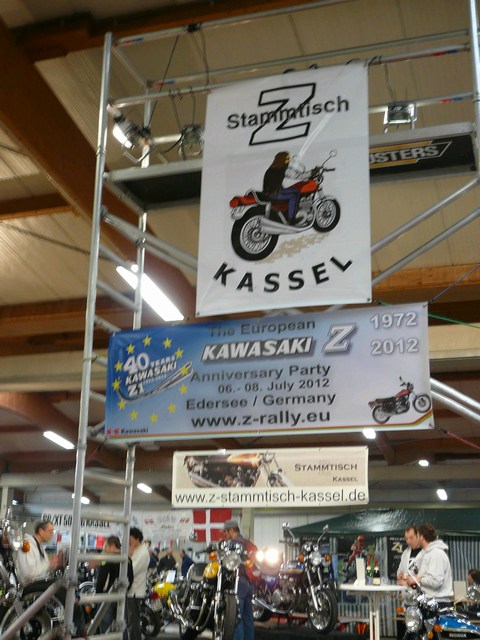 Z
Stammtisch
KASSEL
The European
KAWASAKI Z
1972
2012
40 YEARS
KAWASAKI
Z1
Anniversary Party
06.- 08. July 2012
Edersee / Germany
www.z-rally.eu
Kawasaki
STAMMTISCH
KASSEL
www.z-stammtisch-kassel.de